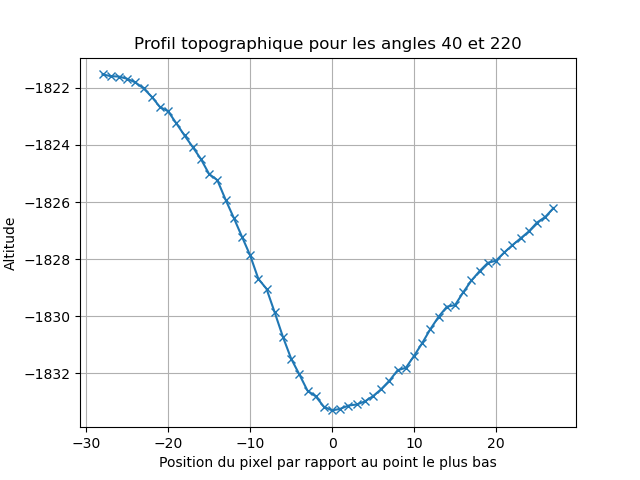 Profil topographique pour les angles 40 et 220
Altitude
−1822
−1824
−1826
−1828
−1830
−1832
−30 −20 −10 0 10 20
Position du pixel par rapport au point le plus bas